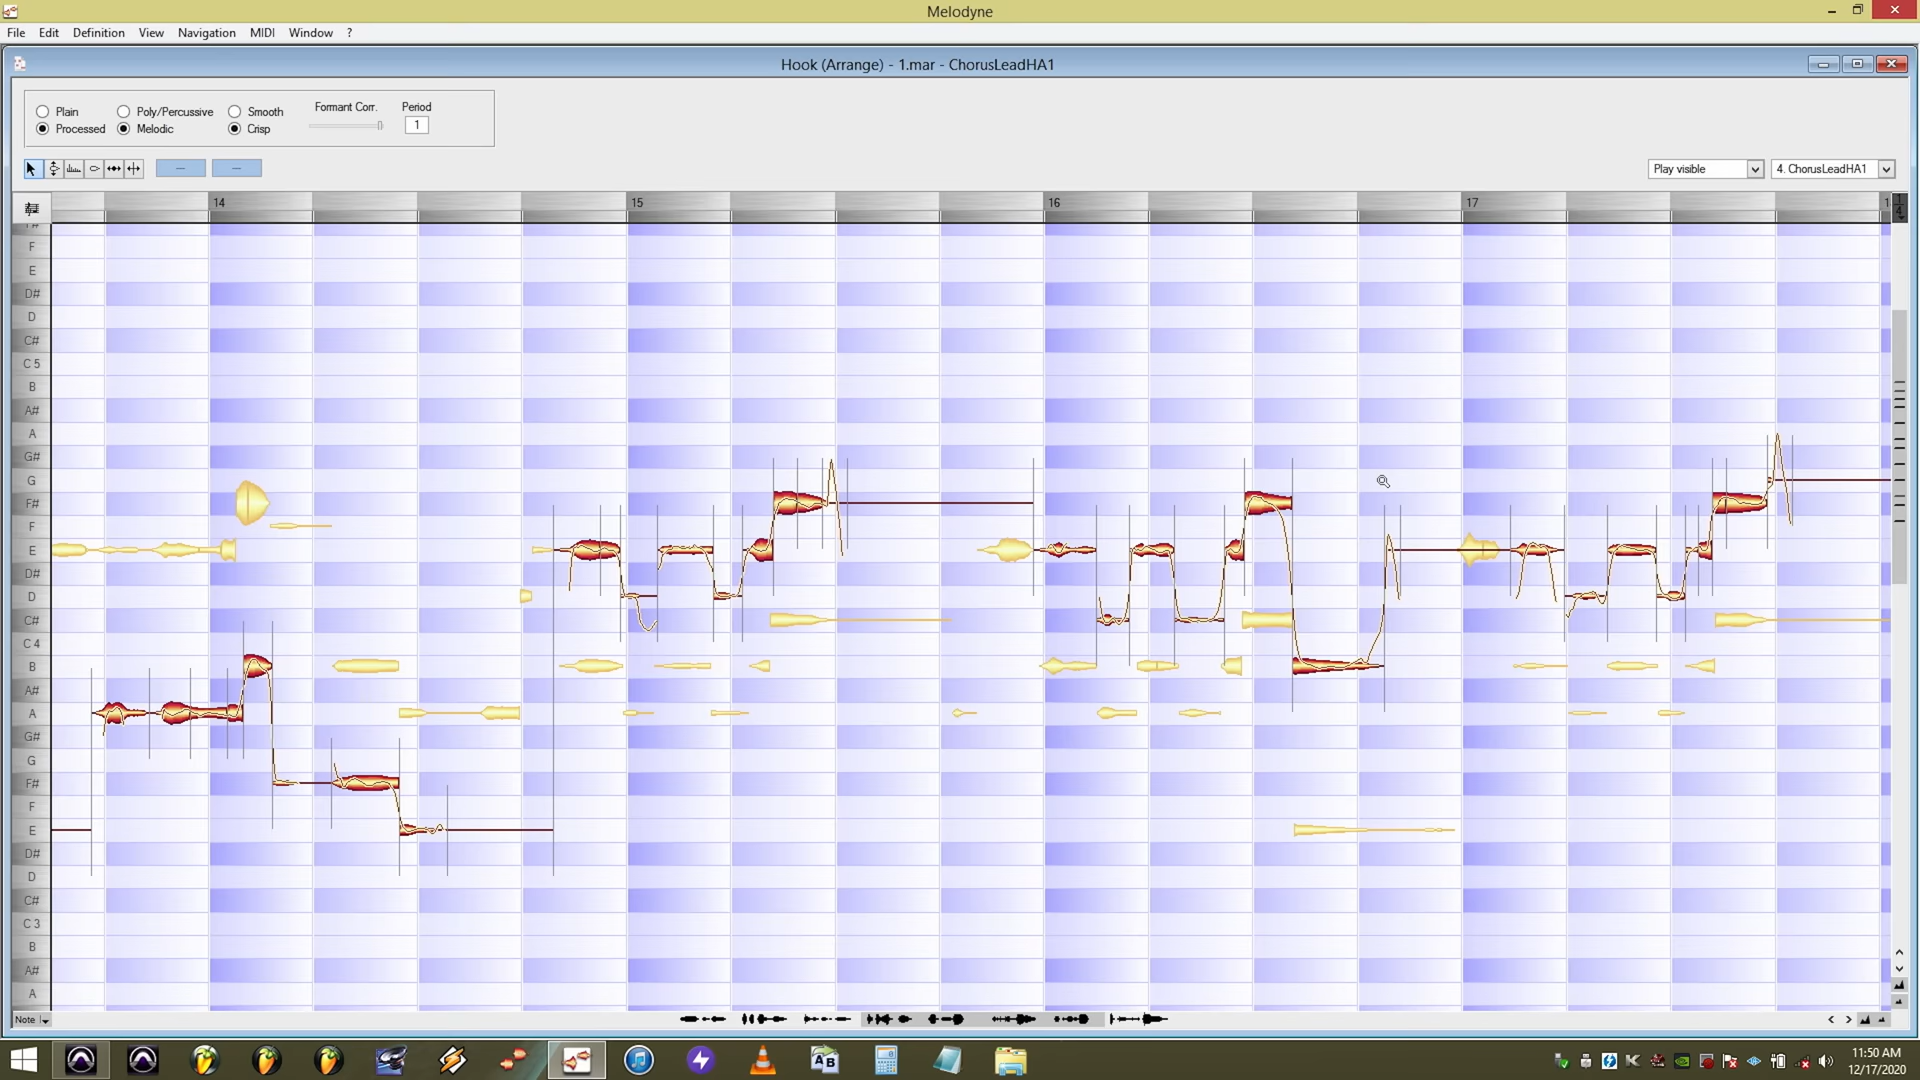 Melodyne
File Edit Definition View Navigation MIDI Window ?
Hook (Arrange) - 1.mar - ChorusLeadHA1
Plain Poly/Percussive Smooth Formant Corr. Period
Processed Melodic Crisp 1
Play visible 4. ChorusLeadHA1
14 15 16 17
F
E
D#
D
C#
C 5
B
A#
A
G#
G
F#
F
E
D#
D
C#
C 4
B
A#
A
G#
G
F#
F
E
D#
D
C#
C 3
B
A#
A
Note
11:50 AM
12/17/2020